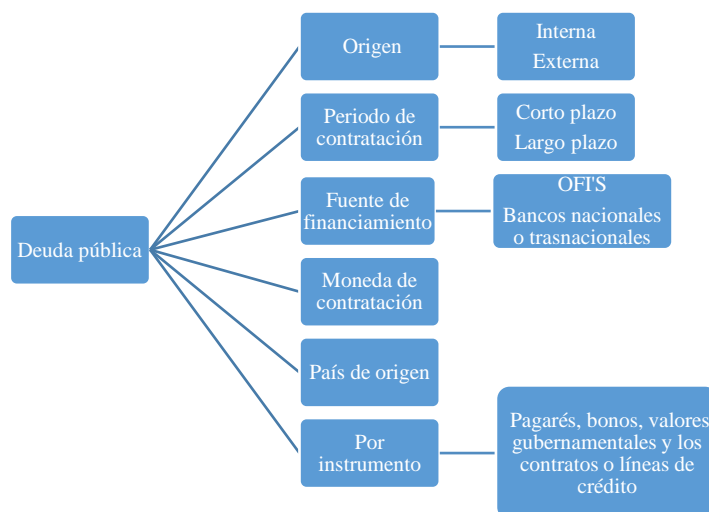 Deuda pública
Origen
Interna
Externa
Periodo de
contratación
Corto plazo
Largo plazo
Fuente de
financiamiento
OFI'S
Bancos nacionales
o trasnacionales
Moneda de
contratación
País de origen
Por
instrumento
Pagarés, bonos, valores
gubernamentales y los
contratos o líneas de
crédito